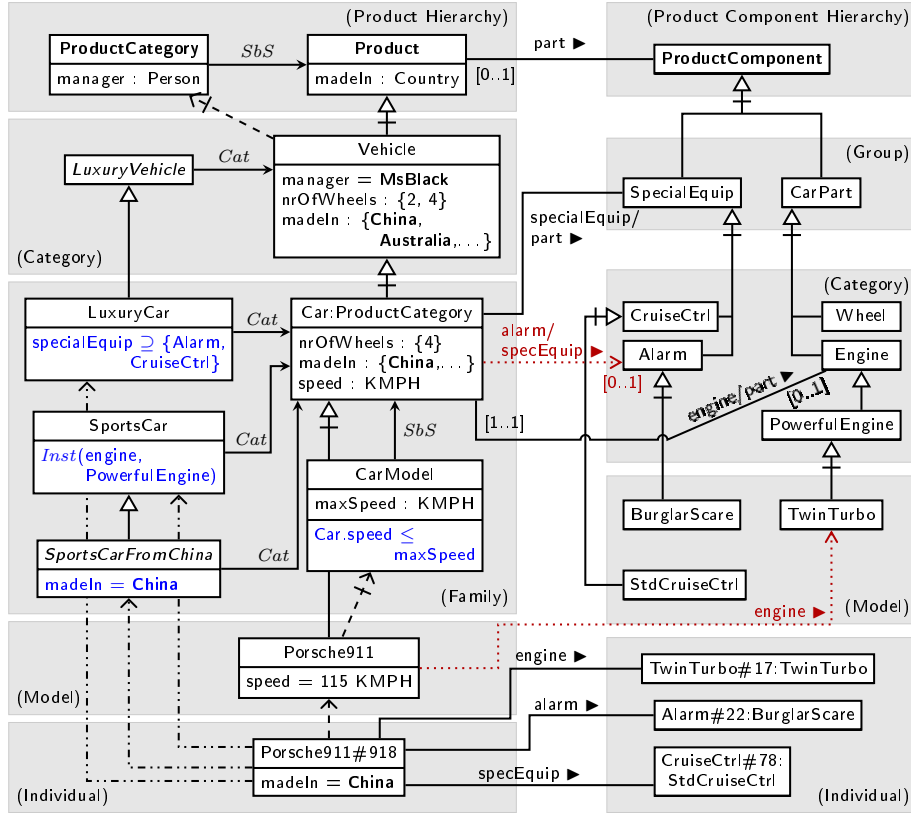 (Product Hierarchy)
(Product Component Hierarchy)
ProductCategory
manager : Person
SbS
Product
madeIn : Country
part ►
[0..1]
ProductComponent
Vehicle
manager = MsBlack
nrOfWheels : {2, 4}
madeIn : {China,
Australia,...}
LuxuryVehicle
Cat
(Category)
(Group)
SpecialEquip
CarPart
specialEquip/
part ►
LuxuryCar
specialEquip ⊇ {Alarm,
CruiseCtrl}
Cat
Car:ProductCategory
nrOfWheels : {4}
madeIn : {China,...}
speed : KMPH
alarm/
specEquip ►
[0..1]
(Category)
CruiseCtrl
Wheel
Alarm
Engine
engine/part ►
[0..1]
[1..1]
PowerfulEngine
SportsCar
Inst(engine,
PowerfulEngine)
Cat
SbS
CarModel
maxSpeed : KMPH
Car.speed ≤
maxSpeed
BurglarScare
TwinTurbo
SportsCarFromChina
madeIn = China
Cat
(Family)
StdCruiseCtrl
engine ►
(Model)
Porsche911
speed = 115 KMPH
(Model)
engine ►
TwinTurbo#17:TwinTurbo
alarm ►
Alarm#22:BurglarScare
Porsche911#918
madeIn = China
specEquip ►
CruiseCtrl#78:
StdCruiseCtrl
(Individual)
(Individual)